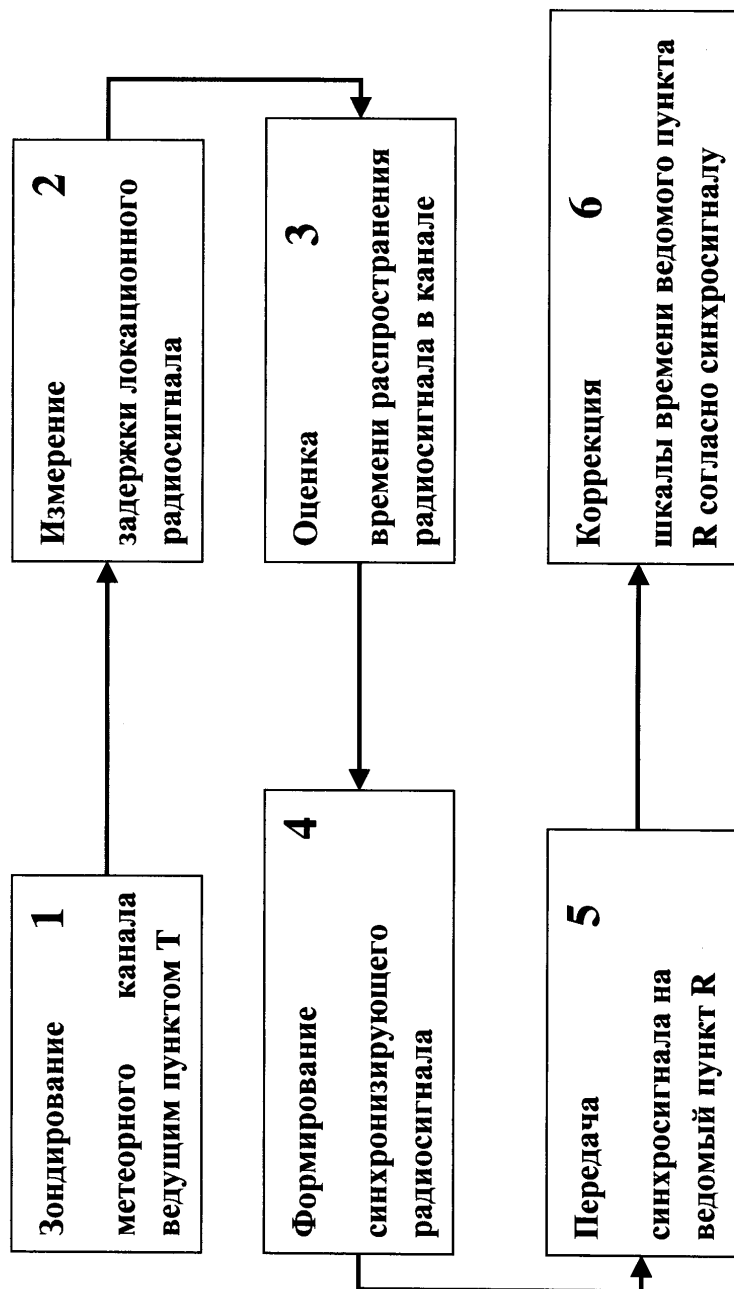 Зондирование 1
метеорного канала
ведущим пунктом Т
Измерение 2
задержки локационного
радиосигнала
Оценка 3
времени распространения
радиосигнала в канале
Формирование 4
синхронизирующего
радиосигнала
Передача 5
синхросигнала на
ведомый пункт R
Коррекция 6
шкалы времени ведомого пункта
R согласно синхросигналу